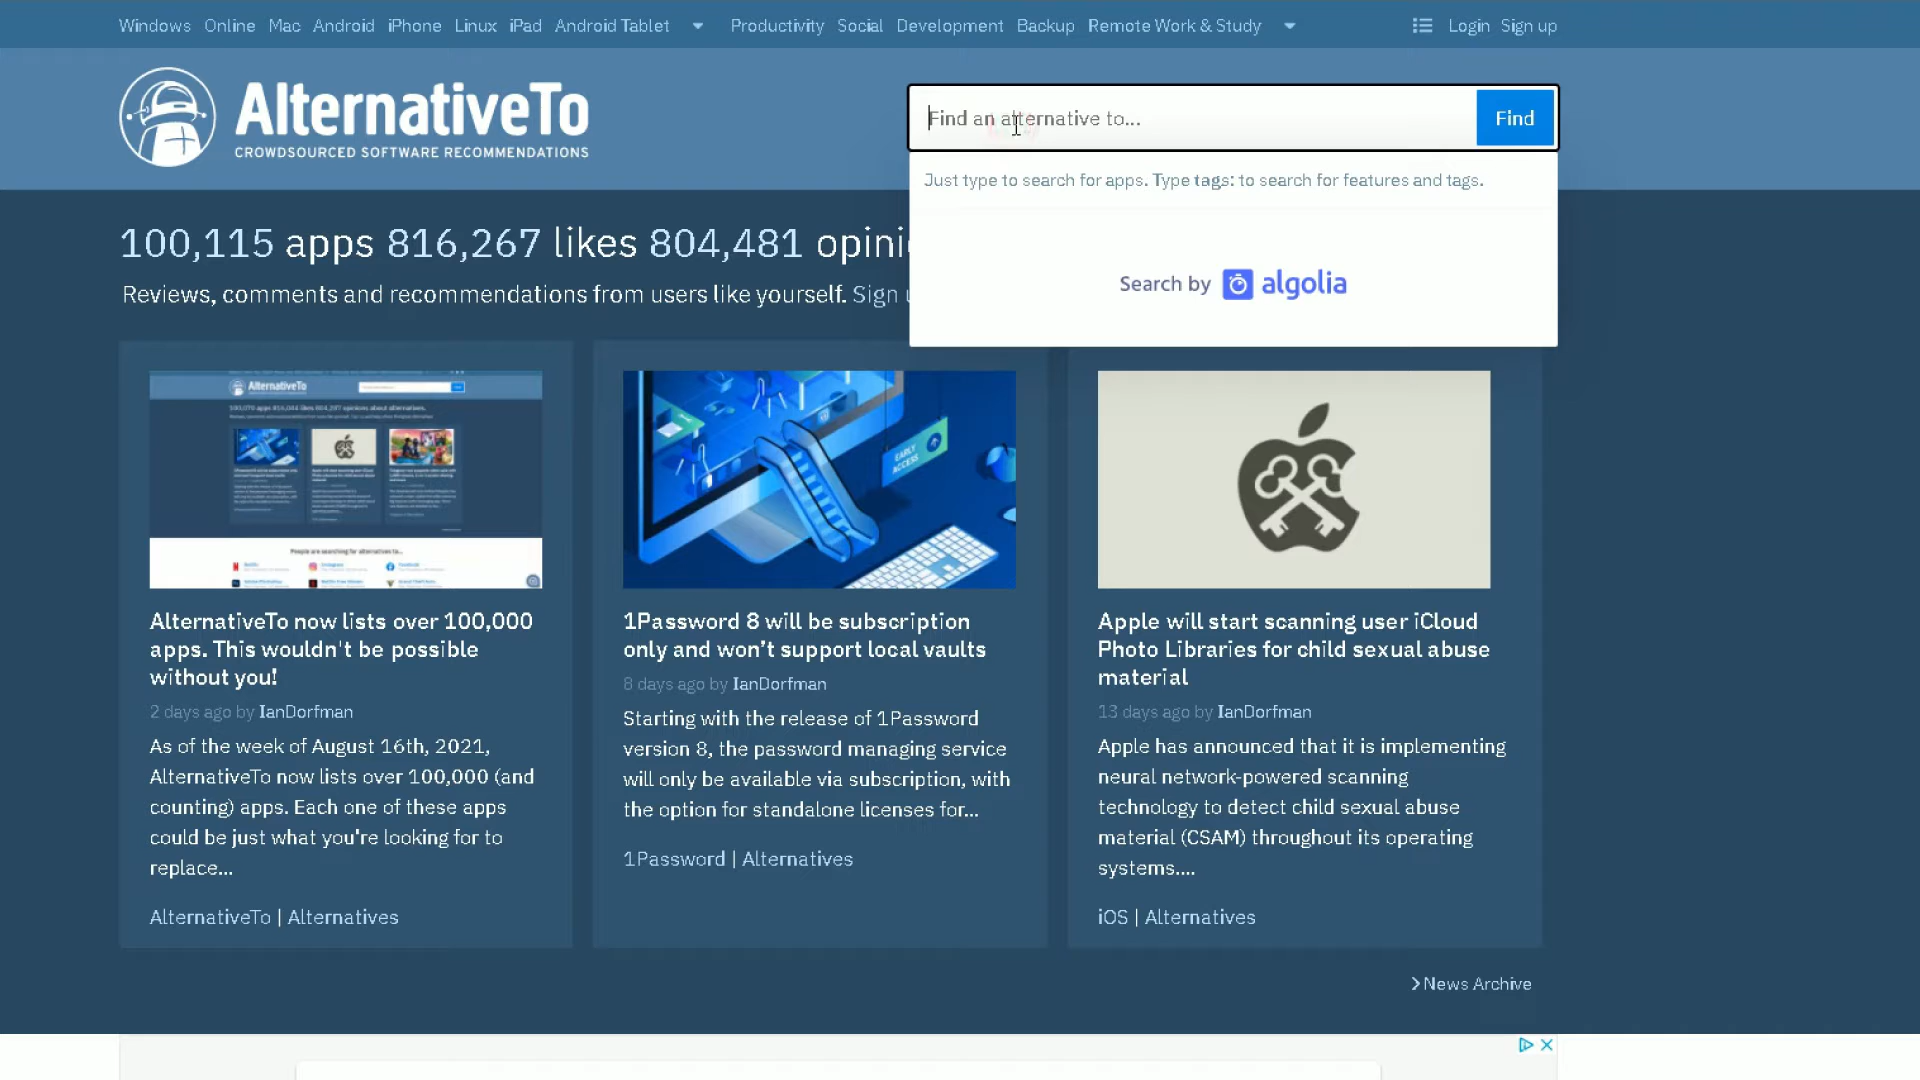 Windows Online Mac Android iPhone Linux iPad Android Tablet Productivity Social Development Backup Remote Work & Study Login Sign up
AlternativeTo
CROWDSOURCED SOFTWARE RECOMMENDATIONS
Find an alternative to...
Find
Just type to search for apps. Type tags: to search for features and tags.
Search by algolia
100,115 apps 816,267 likes 804,481 opini
Reviews, comments and recommendations from users like yourself. Sign
AlternativeTo
People are searching for alternatives to...
EARLY
ACCESS
AlternativeTo now lists over 100,000
apps. This wouldn't be possible
without you!
2 days ago by IanDorfman
As of the week of August 16th, 2021,
AlternativeTo now lists over 100,000 (and
counting) apps. Each one of these apps
could be just what you're looking for to
replace...
AlternativeTo | Alternatives
1Password 8 will be subscription
only and won’t support local vaults
8 days ago by IanDorfman
Starting with the release of 1Password
version 8, the password managing service
will only be available via subscription, with
the option for standalone licenses for...
1Password | Alternatives
Apple will start scanning user iCloud
Photo Libraries for child sexual abuse
material
13 days ago by IanDorfman
Apple has announced that it is implementing
neural network-powered scanning
technology to detect child sexual abuse
material (CSAM) throughout its operating
systems....
iOS | Alternatives
News Archive